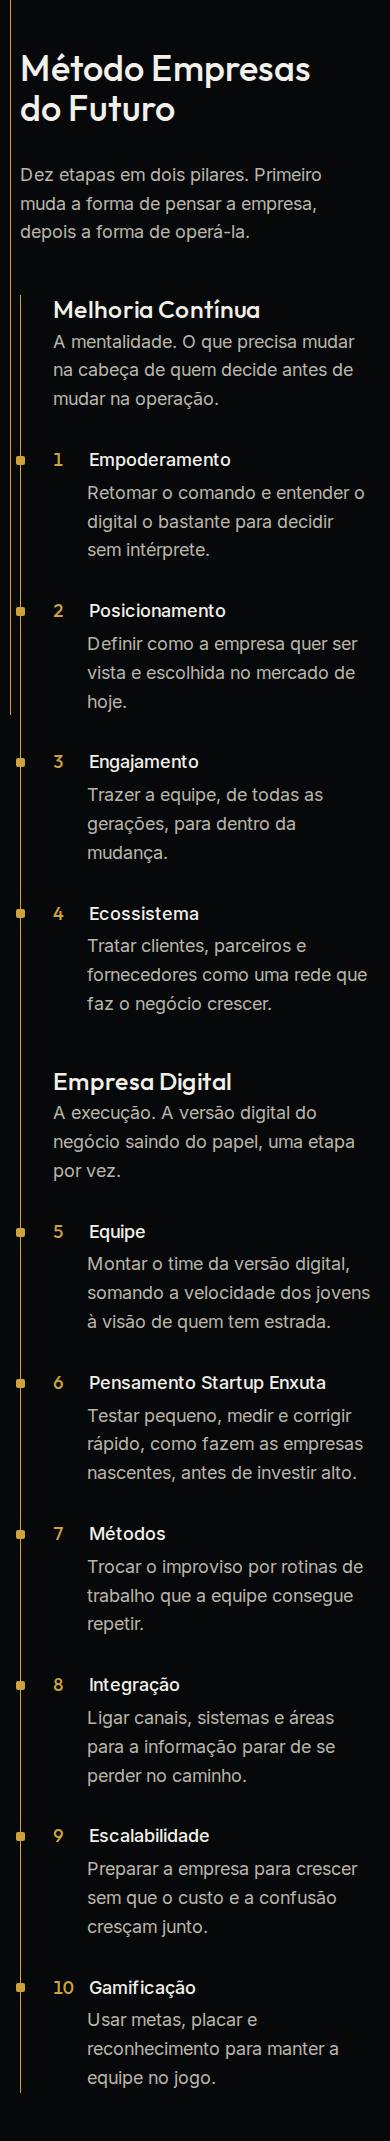 Método Empresas
do Futuro
Dez etapas em dois pilares. Primeiro
muda a forma de pensar a empresa,
depois a forma de operá-la.
Melhoria Contínua
A mentalidade. O que precisa mudar
na cabeça de quem decide antes de
mudar na operação.
1 Empoderamento
Retomar o comando e entender o
digital o bastante para decidir
sem intérprete.
2 Posicionamento
Definir como a empresa quer ser
vista e escolhida no mercado de
hoje.
3 Engajamento
Trazer a equipe, de todas as
gerações, para dentro da
mudança.
4 Ecossistema
Tratar clientes, parceiros e
fornecedores como uma rede que
faz o negócio crescer.
Empresa Digital
A execução. A versão digital do
negócio saindo do papel, uma etapa
por vez.
5 Equipe
Montar o time da versão digital,
somando a velocidade dos jovens
à visão de quem tem estrada.
6 Pensamento Startup Enxuta
Testar pequeno, medir e corrigir
rápido, como fazem as empresas
nascentes, antes de investir alto.
7 Métodos
Trocar o improviso por rotinas de
trabalho que a equipe consegue
repetir.
8 Integração
Ligar canais, sistemas e áreas
para a informação parar de se
perder no caminho.
9 Escalabilidade
Preparar a empresa para crescer
sem que o custo e a confusão
cresçam junto.
10 Gamificação
Usar metas, placar e
reconhecimento para manter a
equipe no jogo.